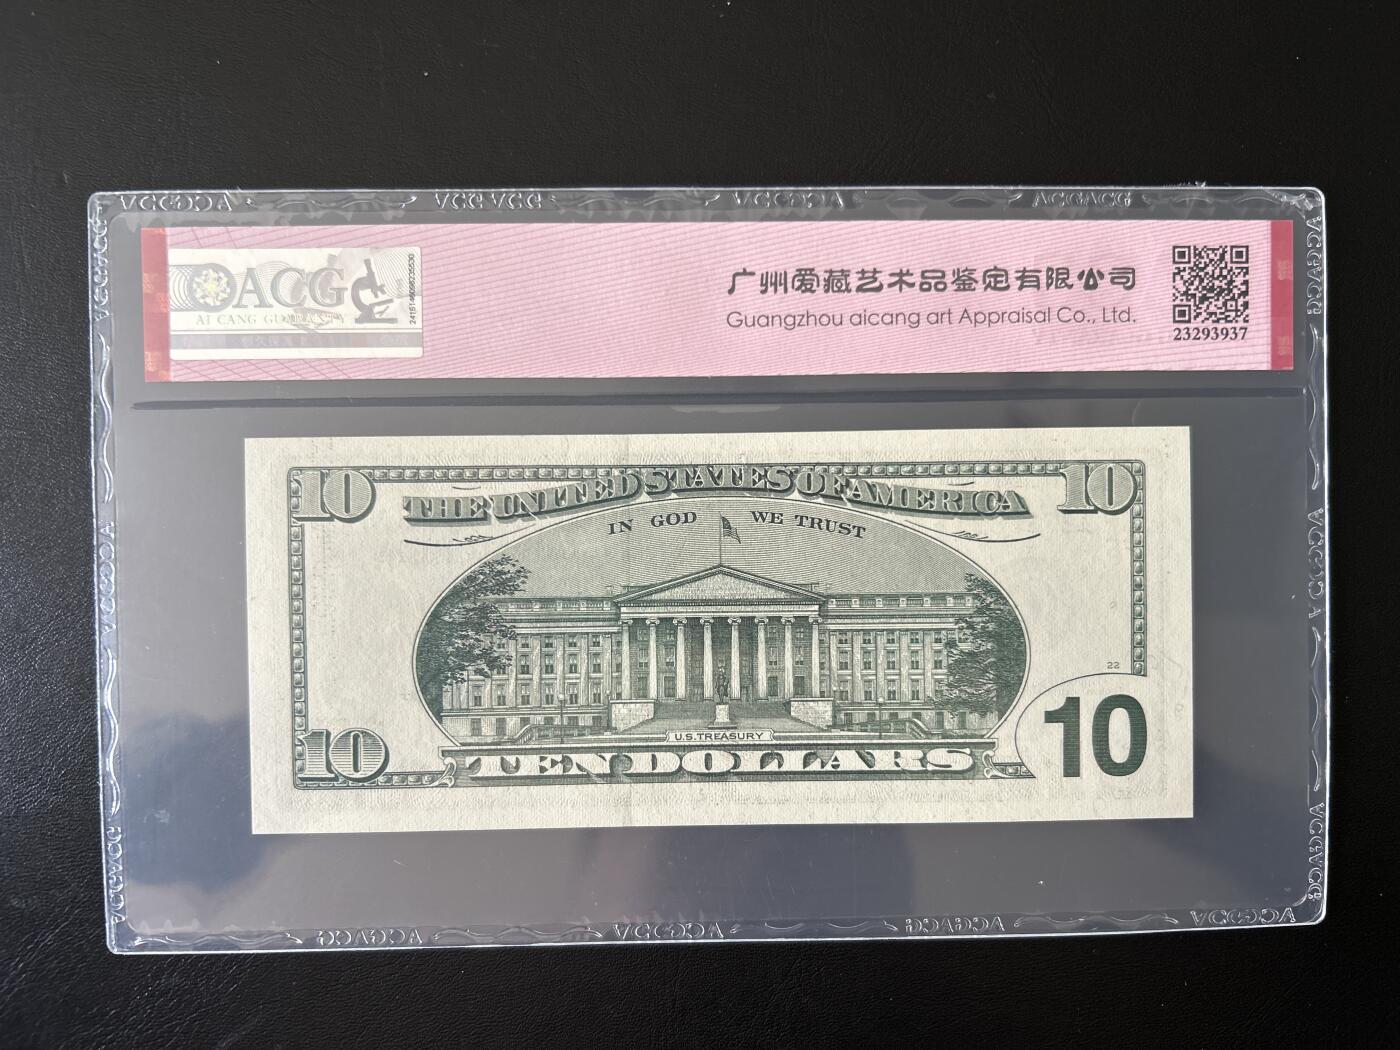 ACG
AI CANG GUARANTY
广州爱藏艺术品鉴定有限公司
Guangzhou aicang art Appraisal Co., Ltd.
23293937
10
THE UNITED STATES OF AMERICA
10
IN GOD WE TRUST
22
U.S. TREASURY
10
TEN DOLLARS
10